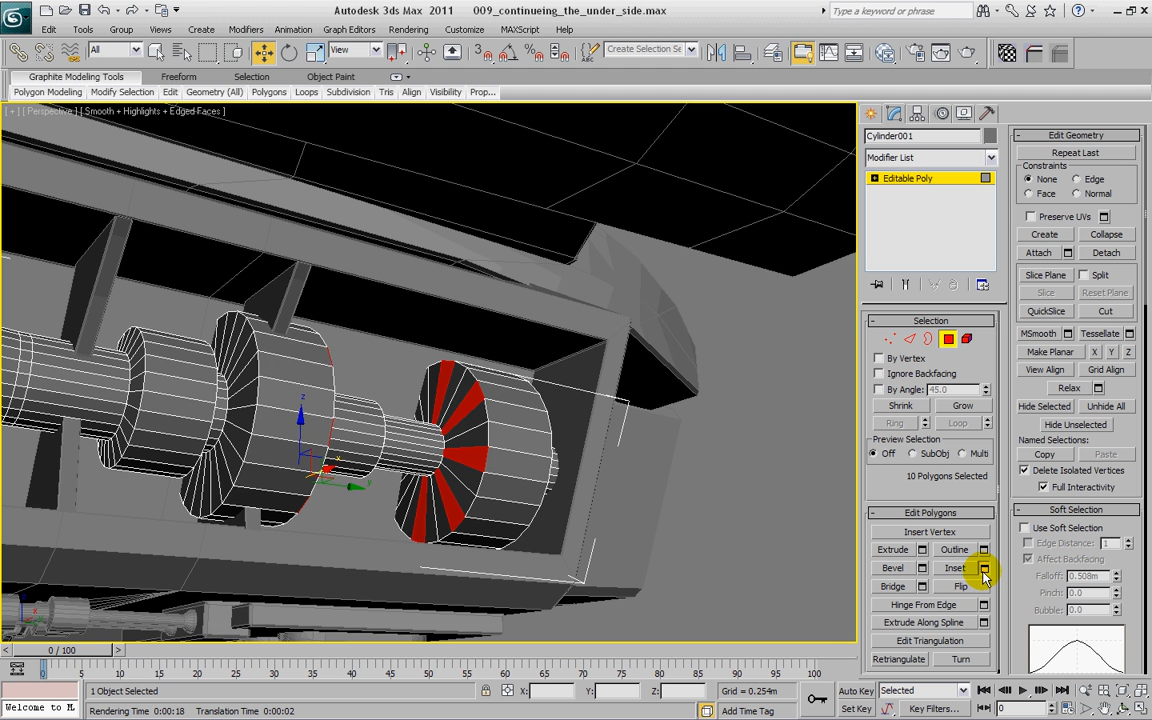 Autodesk 3ds Max 2011 009_continueing_the_under_side.max
Type a keyword or phrase
Edit Tools Group Views Create Modifiers Animation Graph Editors Rendering Customize MAXScript Help
All View Create Selection Se
Graphite Modeling Tools Freeform Selection Object Paint
Polygon Modeling Modify Selection Edit Geometry (All) Polygons Loops Subdivision Tris Align Visibility Prop...
[ + ] [ Perspective ] [ Smooth + Highlights + Edged Faces ]
Cylinder001
Modifier List
Editable Poly
Selection
By Vertex
Ignore Backfacing
By Angle: 45.0
Shrink Grow
Ring Loop
Preview Selection
Off SubObj Multi
10 Polygons Selected
Edit Polygons
Insert Vertex
Extrude Outline
Bevel Inset
Bridge Flip
Hinge From Edge
Extrude Along Spline
Edit Triangulation
Retriangulate Turn
Edit Geometry
Repeat Last
Constraints
None Edge
Face Normal
Preserve UVs
Create Collapse
Attach Detach
Slice Plane Split
Slice Reset Plane
QuickSlice Cut
MSmooth Tessellate
Make Planar X Y Z
View Align Grid Align
Relax
Hide Selected Unhide All
Hide Unselected
Named Selections:
Copy Paste
Delete Isolated Vertices
Full Interactivity
Soft Selection
Use Soft Selection
Edge Distance: 1
Affect Backfacing
Falloff: 0.508m
Pinch: 0.0
Bubble: 0.0
x y z
0 / 100
0 5 10 15 20 25 30 35 40 45 50 55 60 65 70 75 80 85 90 95 100
1 Object Selected X: Y: Z: Grid = 0.254m Auto Key Selected
Welcome to M Rendering Time 0:00:18 Translation Time 0:00:02 Add Time Tag Set Key Key Filters... 0